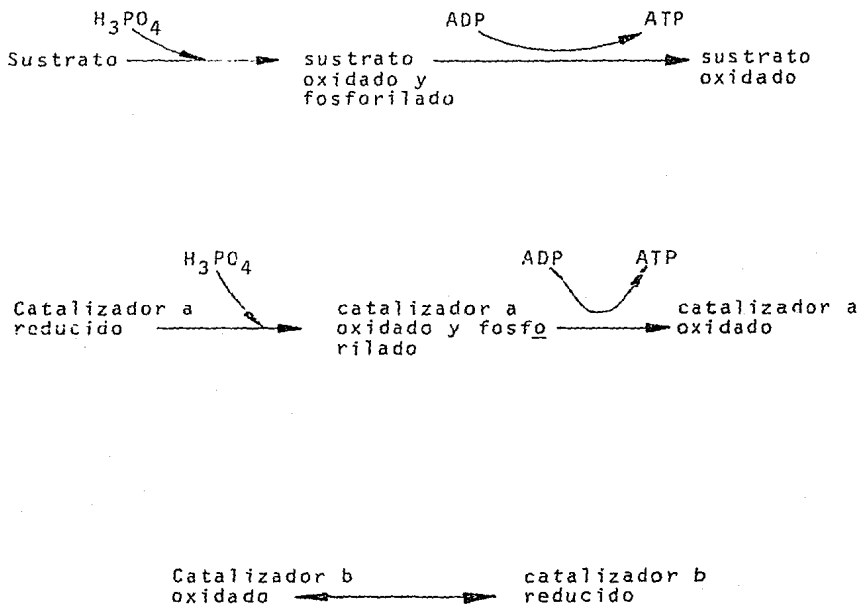 H3PO4 ADP ATP
Sustrato sustrato sustrato
oxidado y oxidado
fosforilado
H3PO4 ADP ATP
Catalizador a catalizador a catalizador a
reducido oxidado y fosfo oxidado
rilado
Catalizador b catalizador b
oxidado reducido